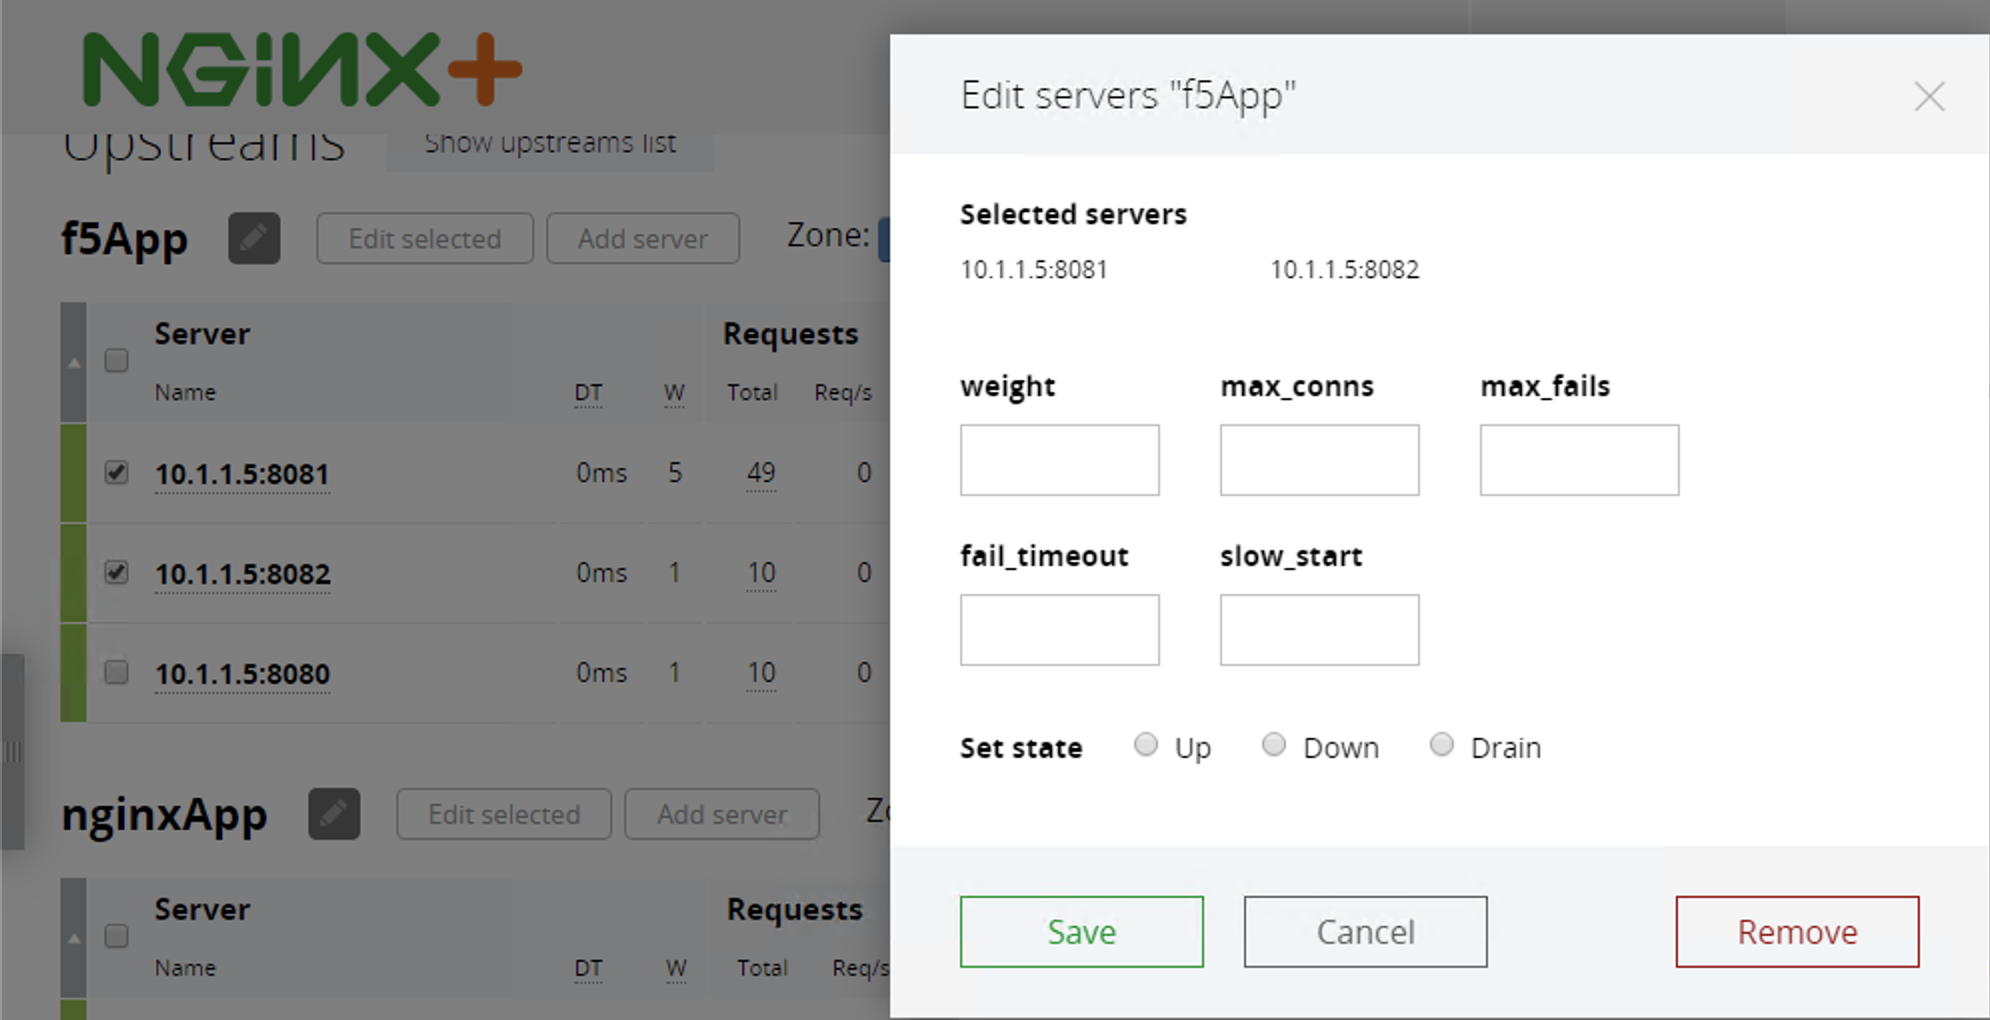 NGINX+
Upstreams Show upstreams list
f5App Edit selected Add server Zone:
Server Requests
Name DT W Total Req/s
10.1.1.5:8081 0ms 5 49 0
10.1.1.5:8082 0ms 1 10 0
10.1.1.5:8080 0ms 1 10 0
nginxApp Edit selected Add server
Server Requests
Name DT W Total Req/s
Edit servers "f5App"
Selected servers
10.1.1.5:8081 10.1.1.5:8082
weight max_conns max_fails
fail_timeout slow_start
Set state Up Down Drain
Save Cancel Remove